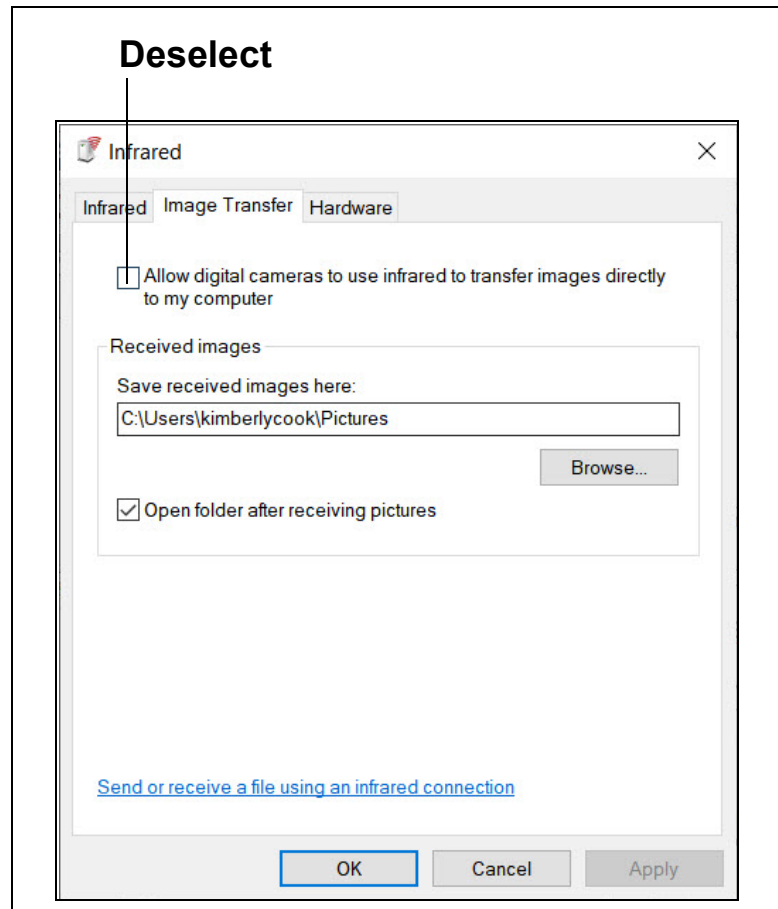 Deselect
Infrared
Infrared Image Transfer Hardware
Allow digital cameras to use infrared to transfer images directly
to my computer
Received images
Save received images here:
C:\Users\kimberlycook\Pictures
Browse...
Open folder after receiving pictures
Send or receive a file using an infrared connection
OK Cancel Apply